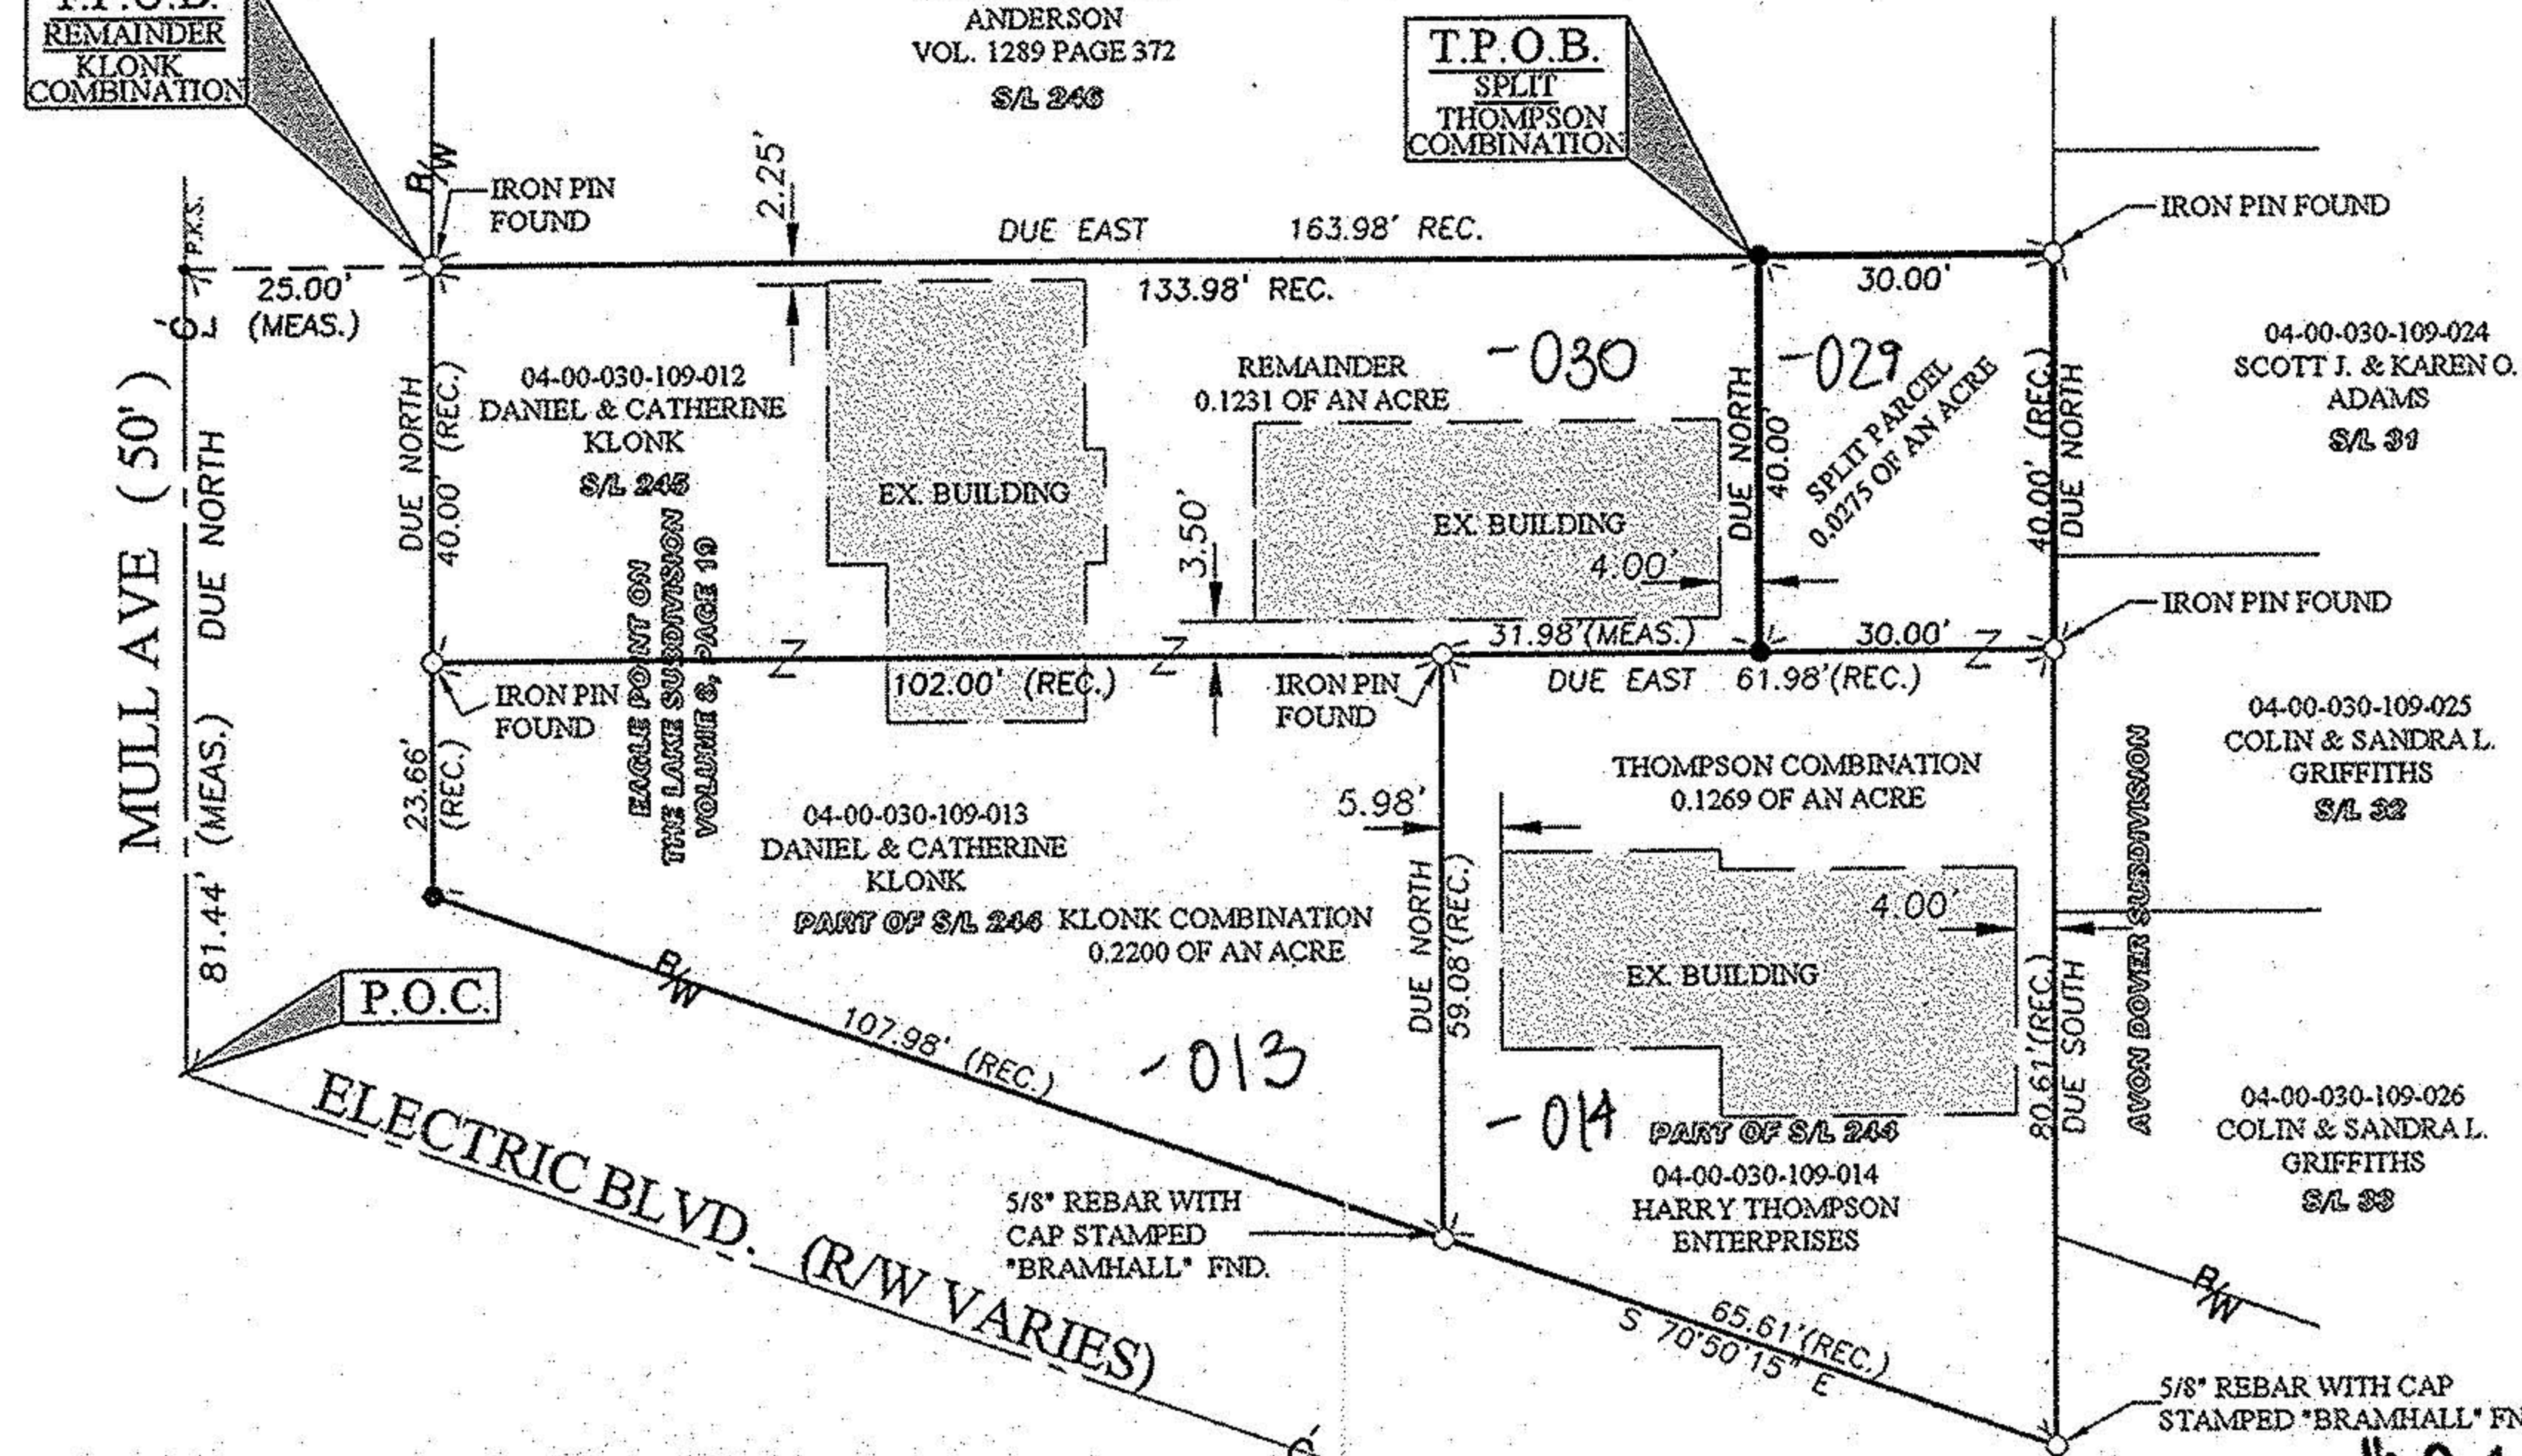 T.P.O.B.
REMAINDER
KLONK
COMBINATION
ANDERSON
VOL. 1289 PAGE 372
S/L 246
T.P.O.B.
SPLIT
THOMPSON
COMBINATION
R/W
IRON PIN
FOUND
2.25'
IRON PIN FOUND
P.K.S.
DUE EAST 163.98' REC.
25.00'
(MEAS.)
133.98' REC.
30.00'
MULL AVE (50')
DUE NORTH
81.44' (MEAS.)
DUE NORTH
40.00' (REC.)
04-00-030-109-012
DANIEL & CATHERINE
KLONK
S/L 245
EAGLE POINT ON
THE LAKE SUBDIVISION
VOLUME 8, PAGE 19
EX. BUILDING
REMAINDER
0.1231 OF AN ACRE
-030
EX. BUILDING
3.50'
4.00'
DUE NORTH
40.00'
-029
SPLIT PARCEL
0.0275 OF AN ACRE
40.00' (REC.)
DUE NORTH
04-00-030-109-024
SCOTT J. & KAREN O.
ADAMS
S/L 31
IRON PIN FOUND
31.98'(MEAS.)
30.00'
Z
Z
Z
102.00' (REC.)
DUE EAST 61.98'(REC.)
IRON PIN
FOUND
IRON PIN
FOUND
23.66'
(REC.)
04-00-030-109-013
DANIEL & CATHERINE
KLONK
PART OF S/L 244 KLONK COMBINATION
0.2200 OF AN ACRE
THOMPSON COMBINATION
0.1269 OF AN ACRE
5.98'
DUE NORTH
59.08'(REC.)
4.00'
EX. BUILDING
80.61'(REC.)
DUE SOUTH
AVON DOVER SUBDIVISION
04-00-030-109-025
COLIN & SANDRA L.
GRIFFITHS
S/L 32
P.O.C.
R/W
107.98' (REC.)
-013
-014
PART OF S/L 244
04-00-030-109-014
HARRY THOMPSON
ENTERPRISES
04-00-030-109-026
COLIN & SANDRA L.
GRIFFITHS
S/L 33
ELECTRIC BLVD. (R/W VARIES)
5/8" REBAR WITH
CAP STAMPED
"BRAMHALL" FND.
R/W
65.61'(REC.)
S 70°50'15" E
5/8" REBAR WITH CAP
STAMPED "BRAMHALL" FN